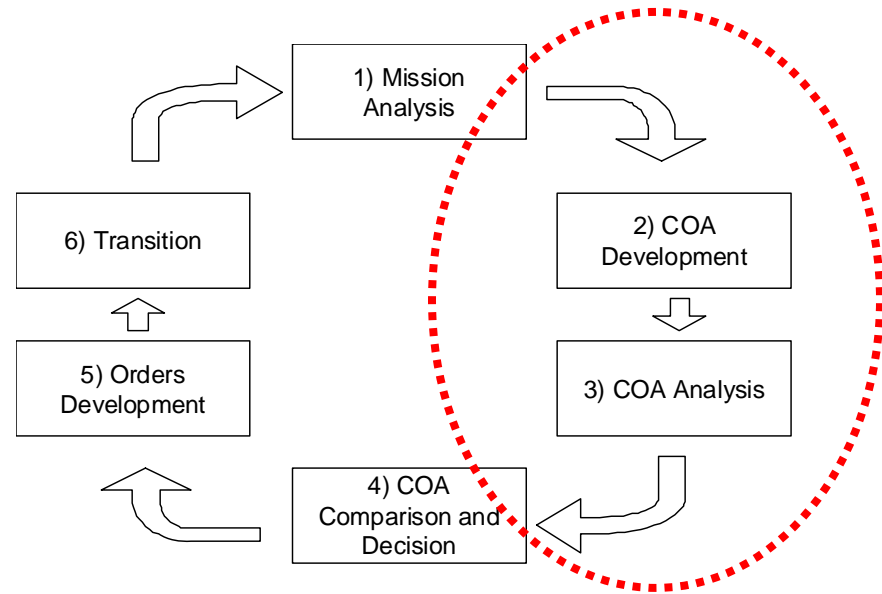 1) Mission
Analysis
2) COA
Development
3) COA Analysis
4) COA
Comparison and
Decision
5) Orders
Development
6) Transition